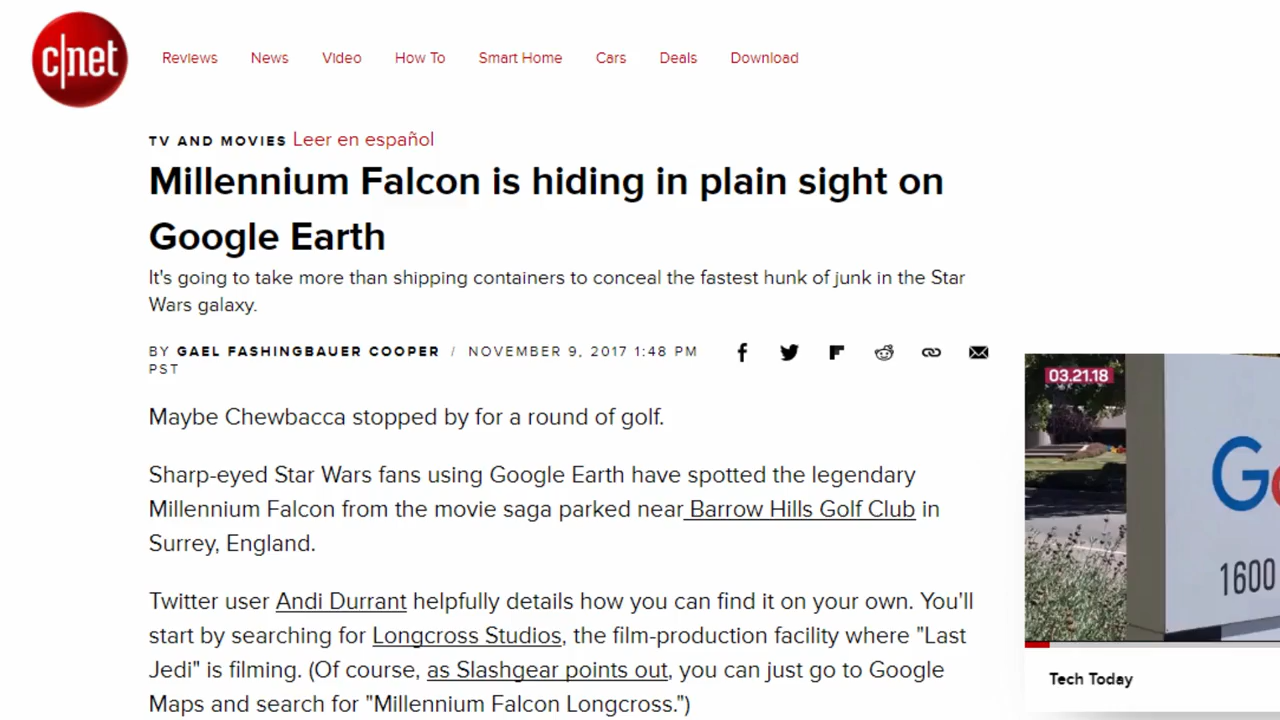 c|net
Reviews News Video How To Smart Home Cars Deals Download
TV AND MOVIES Leer en español
Millennium Falcon is hiding in plain sight on
Google Earth
It's going to take more than shipping containers to conceal the fastest hunk of junk in the Star
Wars galaxy.
BY GAEL FASHINGBAUER COOPER / NOVEMBER 9, 2017 1:48 PM
PST
Maybe Chewbacca stopped by for a round of golf.
Sharp-eyed Star Wars fans using Google Earth have spotted the legendary
Millennium Falcon from the movie saga parked near Barrow Hills Golf Club in
Surrey, England.
Twitter user Andi Durrant helpfully details how you can find it on your own. You'll
start by searching for Longcross Studios, the film-production facility where "Last
Jedi" is filming. (Of course, as Slashgear points out, you can just go to Google
Maps and search for "Millennium Falcon Longcross.")
03.21.18
Go
1600
Tech Today